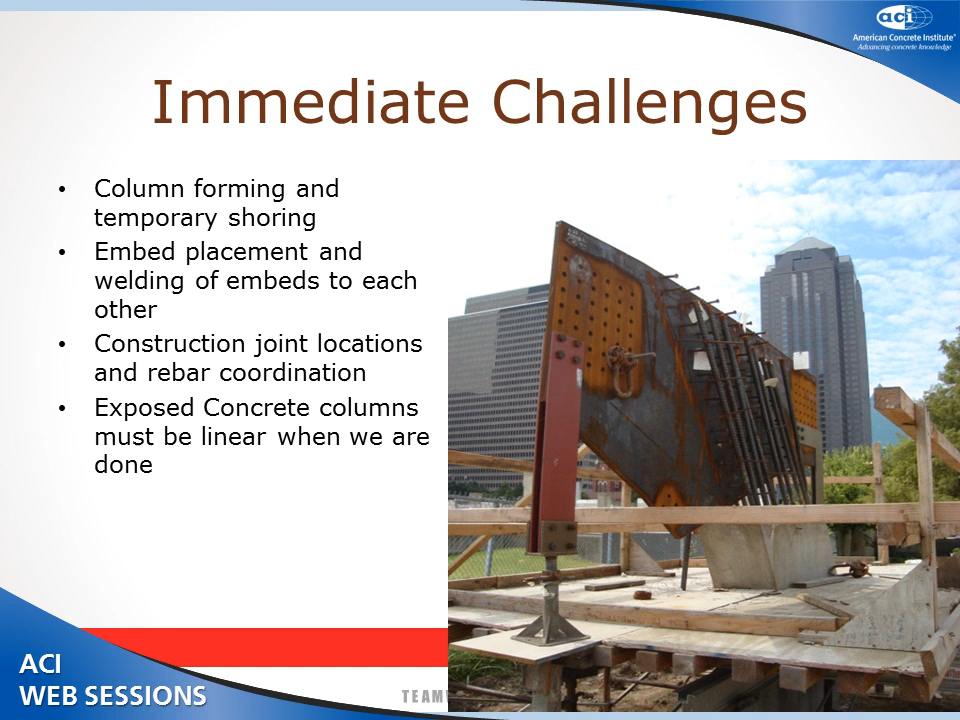 aci
American Concrete Institute®
Advancing concrete knowledge
Immediate Challenges
• Column forming and
temporary shoring
• Embed placement and
welding of embeds to each
other
• Construction joint locations
and rebar coordination
• Exposed Concrete columns
must be linear when we are
done
ACI
WEB SESSIONS